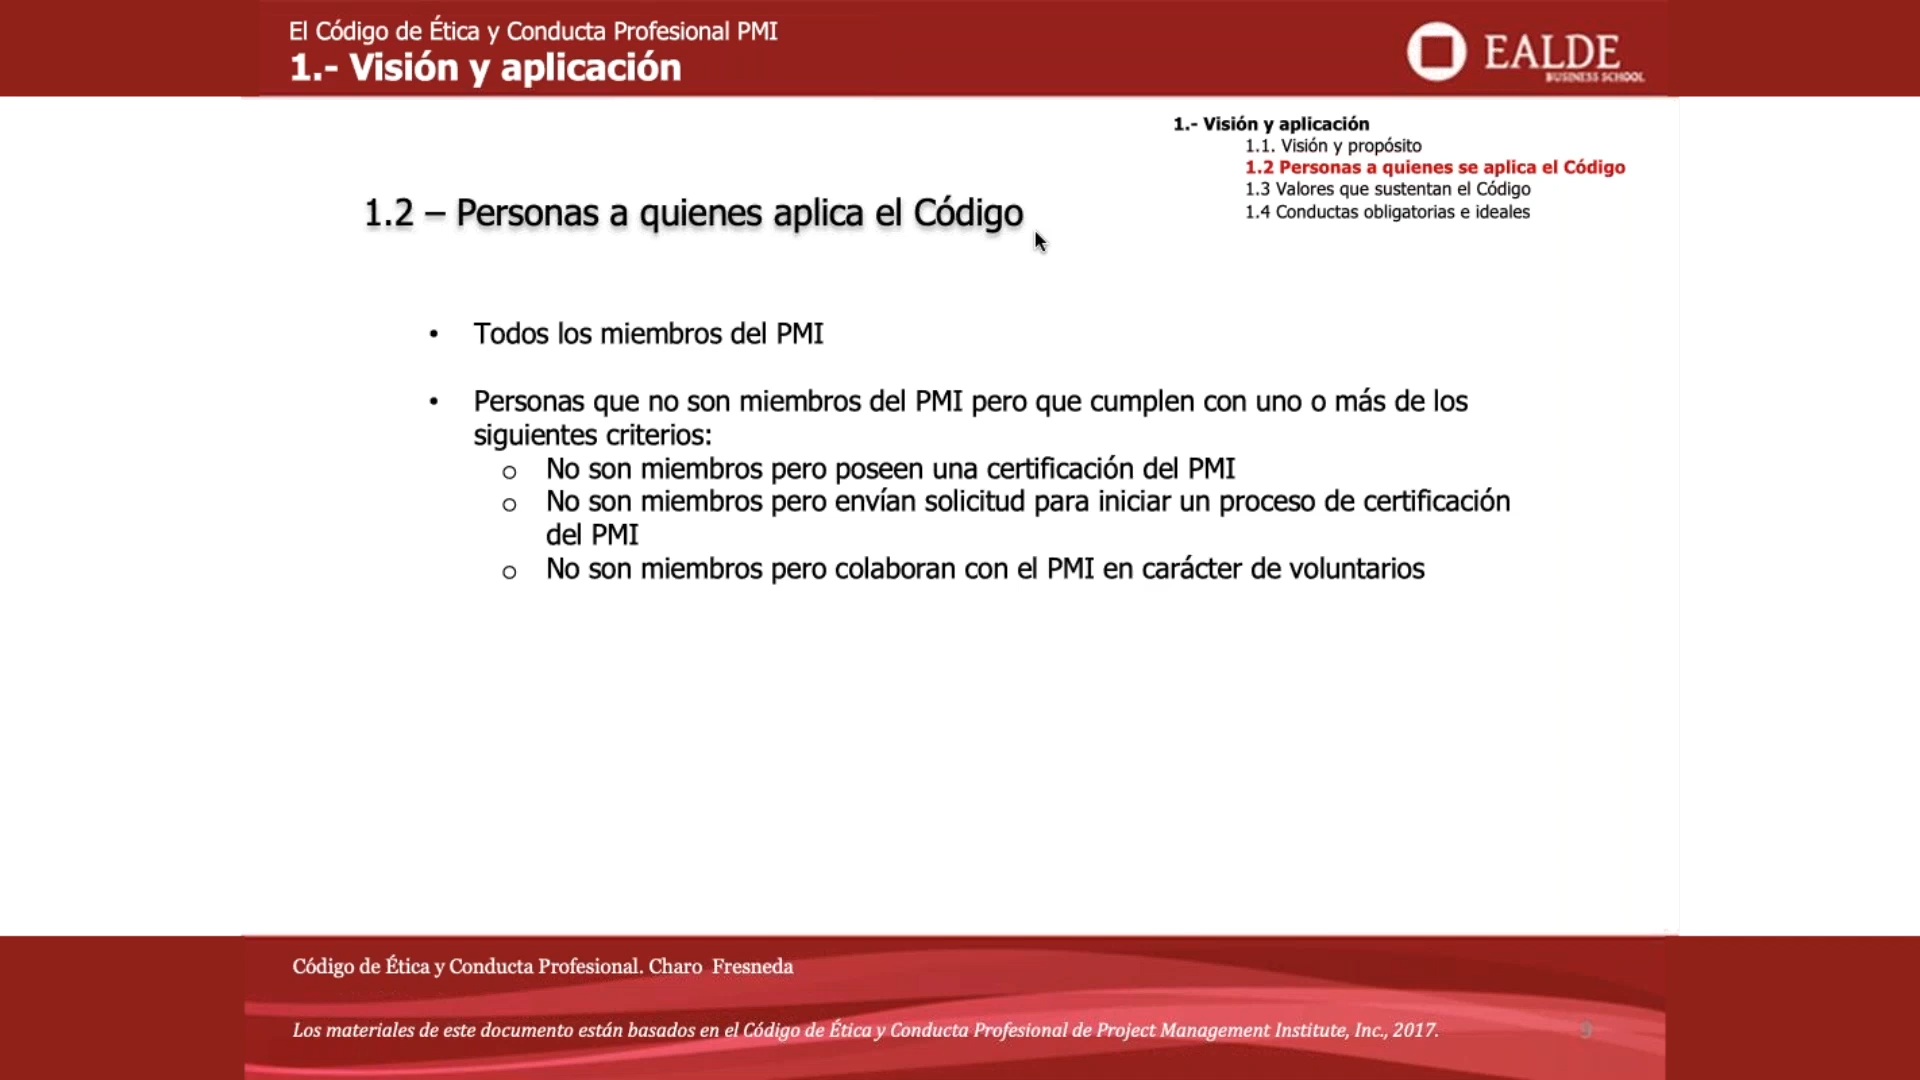 El Código de Ética y Conducta Profesional PMI
1.- Visión y aplicación
EALDE
BUSINESS SCHOOL
1.- Visión y aplicación
1.1. Visión y propósito
1.2 Personas a quienes se aplica el Código
1.3 Valores que sustentan el Código
1.4 Conductas obligatorias e ideales
1.2 – Personas a quienes aplica el Código
• Todos los miembros del PMI
• Personas que no son miembros del PMI pero que cumplen con uno o más de los
siguientes criterios:
o No son miembros pero poseen una certificación del PMI
o No son miembros pero envían solicitud para iniciar un proceso de certificación
del PMI
o No son miembros pero colaboran con el PMI en carácter de voluntarios
Código de Ética y Conducta Profesional. Charo Fresneda
Los materiales de este documento están basados en el Código de Ética y Conducta Profesional de Project Management Institute, Inc., 2017.
9